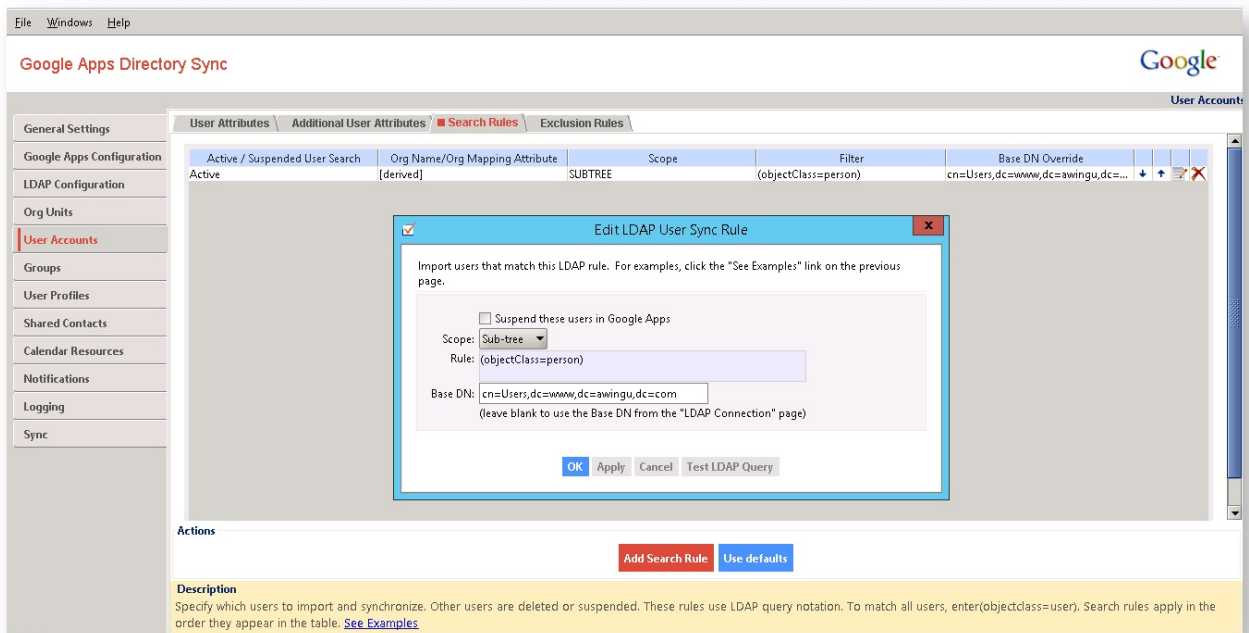 File Windows Help
Google Apps Directory Sync
Google
User Accounts
General Settings
Google Apps Configuration
LDAP Configuration
Org Units
User Accounts
Groups
User Profiles
Shared Contacts
Calendar Resources
Notifications
Logging
Sync
User Attributes Additional User Attributes Search Rules Exclusion Rules
Active / Suspended User Search Org Name/Org Mapping Attribute Scope Filter Base DN Override
Active [derived] SUBTREE (objectClass=person) cn=Users,dc=www,dc=awingu,dc=...
Edit LDAP User Sync Rule x
Import users that match this LDAP rule. For examples, click the "See Examples" link on the previous
page.
Suspend these users in Google Apps
Scope: Sub-tree
Rule: (objectClass=person)
Base DN: cn=Users,dc=www,dc=awingu,dc=com
(leave blank to use the Base DN from the "LDAP Connection" page)
OK Apply Cancel Test LDAP Query
Actions
Add Search Rule Use defaults
Description
Specify which users to import and synchronize. Other users are deleted or suspended. These rules use LDAP query notation. To match all users, enter(objectclass=user). Search rules apply in the
order they appear in the table. See Examples